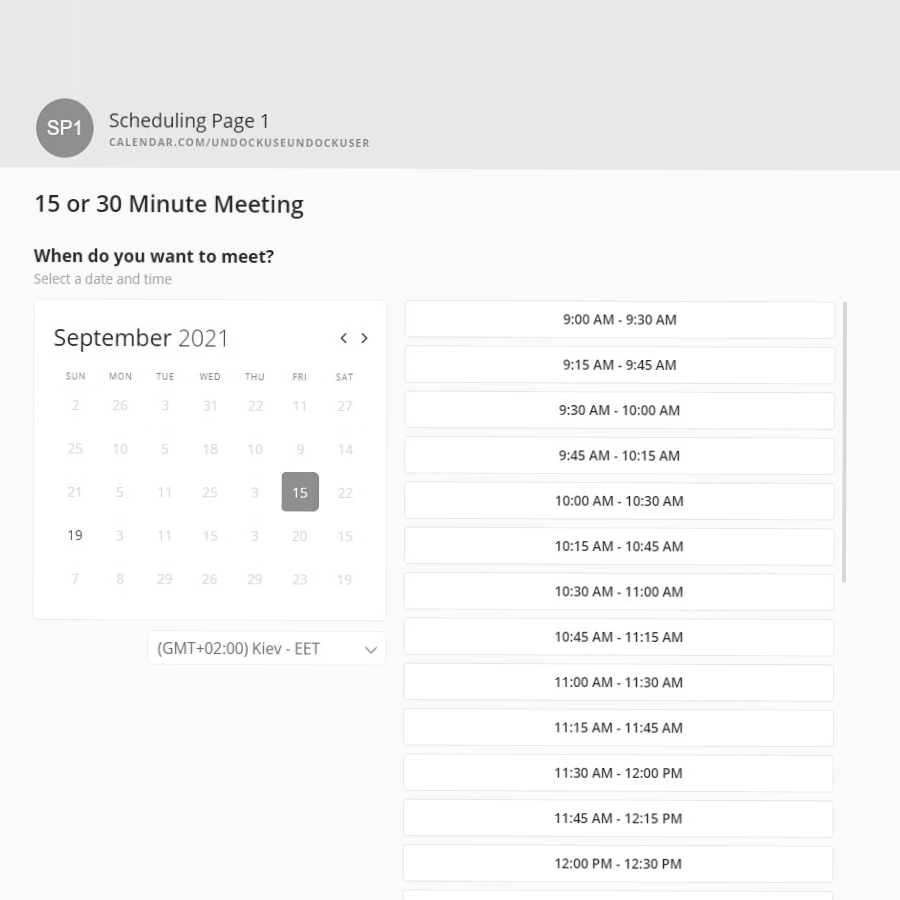 SP1
Scheduling Page 1
CALENDAR.COM/UNDOCKUSEUNDOCKUSER
15 or 30 Minute Meeting
When do you want to meet?
Select a date and time
September 2021
SUN MON TUE WED THU FRI SAT
2 26 3 31 22 11 27
25 10 5 18 10 9 14
21 5 11 25 3 15 22
19 3 11 15 3 20 15
7 8 29 26 29 23 19
(GMT+02:00) Kiev - EET
9:00 AM - 9:30 AM
9:15 AM - 9:45 AM
9:30 AM - 10:00 AM
9:45 AM - 10:15 AM
10:00 AM - 10:30 AM
10:15 AM - 10:45 AM
10:30 AM - 11:00 AM
10:45 AM - 11:15 AM
11:00 AM - 11:30 AM
11:15 AM - 11:45 AM
11:30 AM - 12:00 PM
11:45 AM - 12:15 PM
12:00 PM - 12:30 PM